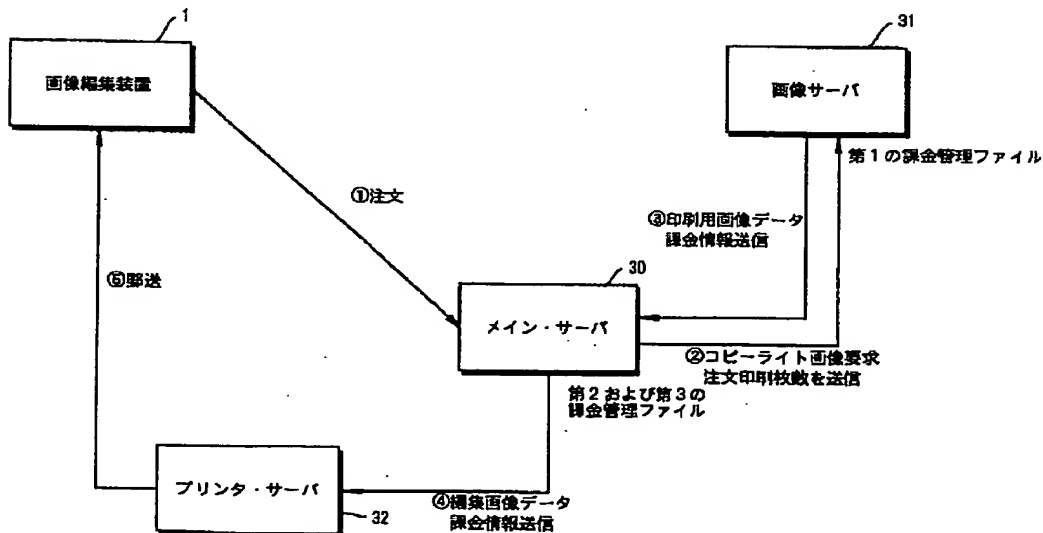 1
画像編集装置
31
画像サーバ
第1の課金管理ファイル
①注文
③印刷用画像データ
課金情報送信
⑤郵送
30
メイン・サーバ
②コピーライト画像要求
注文印刷枚数を送信
第2および第3の
課金管理ファイル
プリンタ・サーバ
32
④編集画像データ
課金情報送信